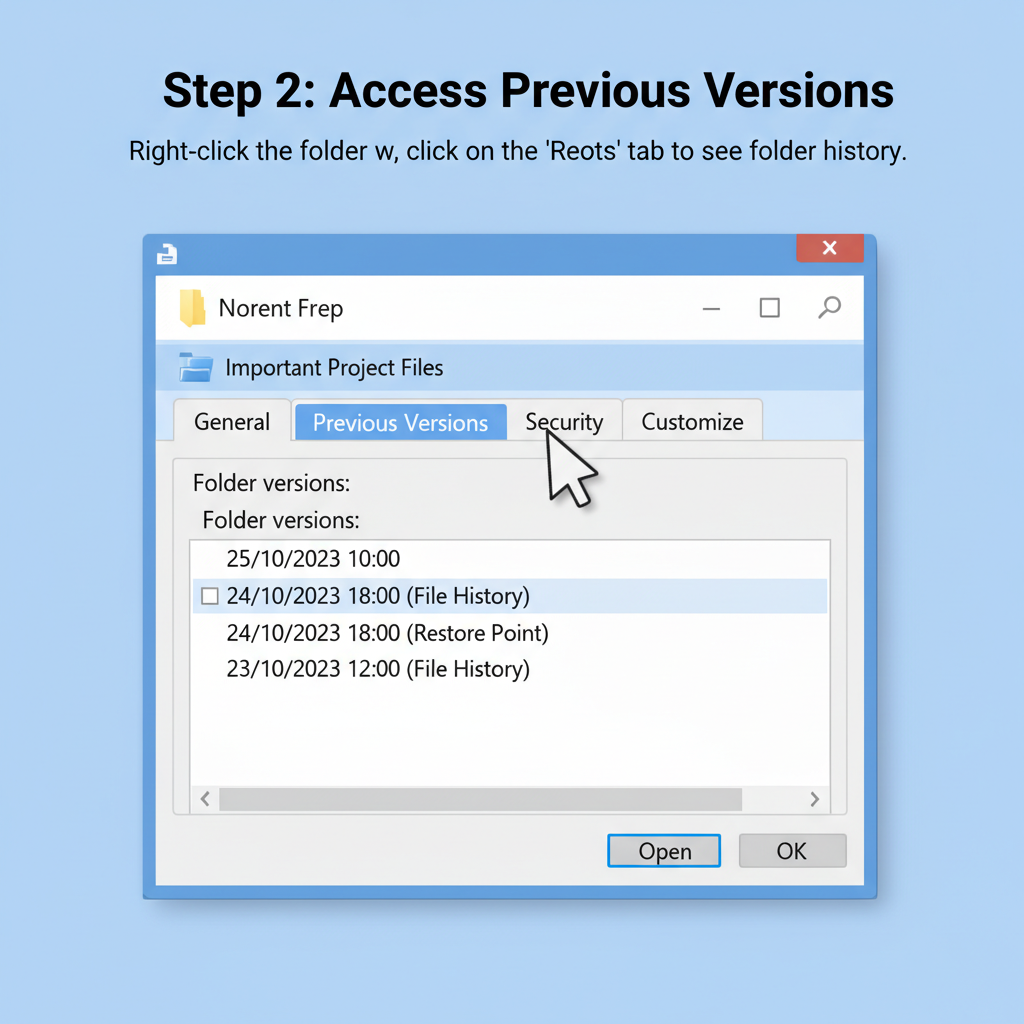 Step 2: Access Previous Versions
Right-click the folder w, click on the 'Reots' tab to see folder history.
Norent Frep
Important Project Files
General Previous Versions Security Customize
Folder versions:
Folder versions:
25/10/2023 10:00
24/10/2023 18:00 (File History)
24/10/2023 18:00 (Restore Point)
23/10/2023 12:00 (File History)
Open OK